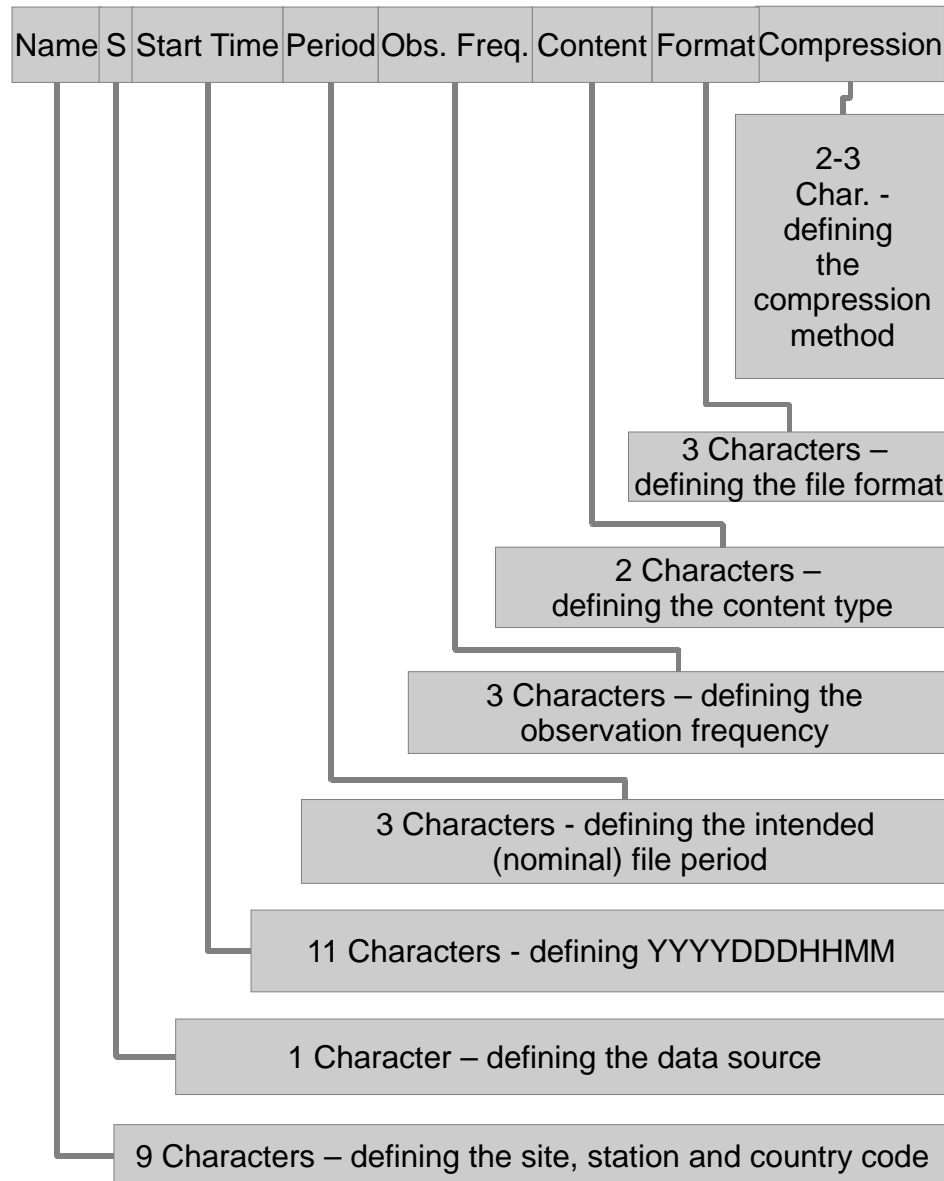 Name S Start Time Period Obs. Freq. Content Format Compression
2-3
Char. -
defining
the
compression
method
3 Characters –
defining the file format
2 Characters –
defining the content type
3 Characters – defining the
observation frequency
3 Characters - defining the intended
(nominal) file period
11 Characters - defining YYYYDDDHHMM
1 Character – defining the data source
9 Characters – defining the site, station and country code